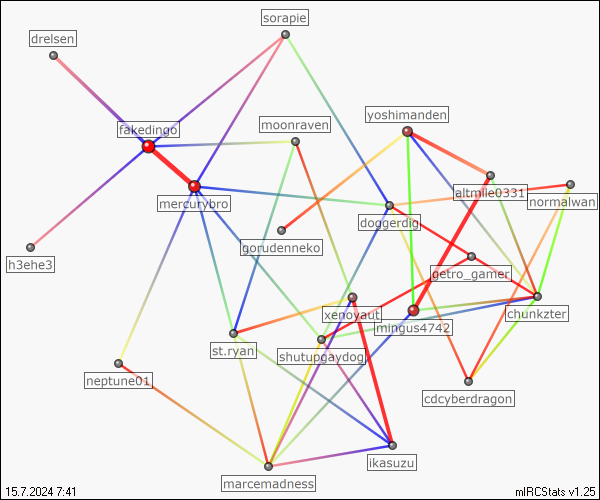 sorapie
drelsen
yoshimanden
fakedingo
moonraven
altmile0331
normalwan
mercurybro
doggerdig
gorudenneko
h3ehe3
getro_gamer
xenoyaut
chunkzter
mingus4742
st.ryan
shutupgaydog
neptune01
cdcyberdragon
ikasuzu
marcemadness
15.7.2024 7:41
mIRCStats v1.25